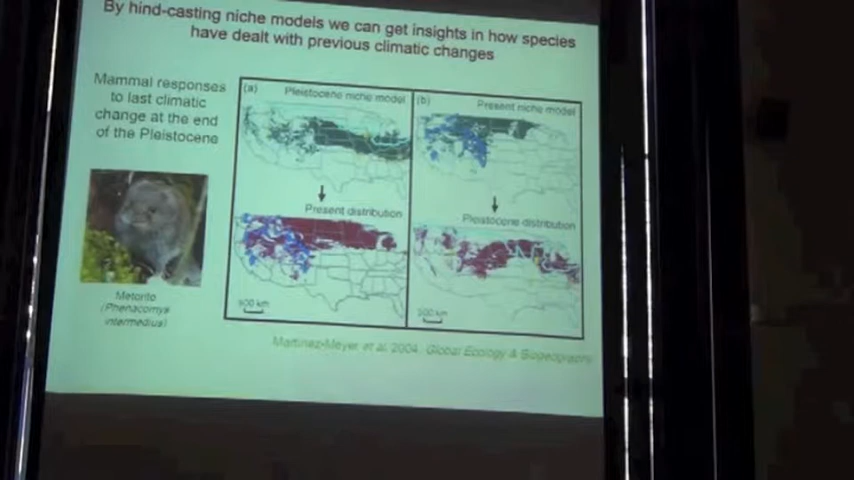 By hind-casting niche models we can get insights in how species
have dealt with previous climatic changes
Mammal responses
to last climatic
change at the end
of the Pleistocene
(a)
Pleistocene niche model
(b)
Present niche model
Present distribution
Pleistocene distribution
500 km
500 km
Metorito
(Phenacomys
intermedius)
Martínez-Meyer et al. 2004. Global Ecology & Biogeography